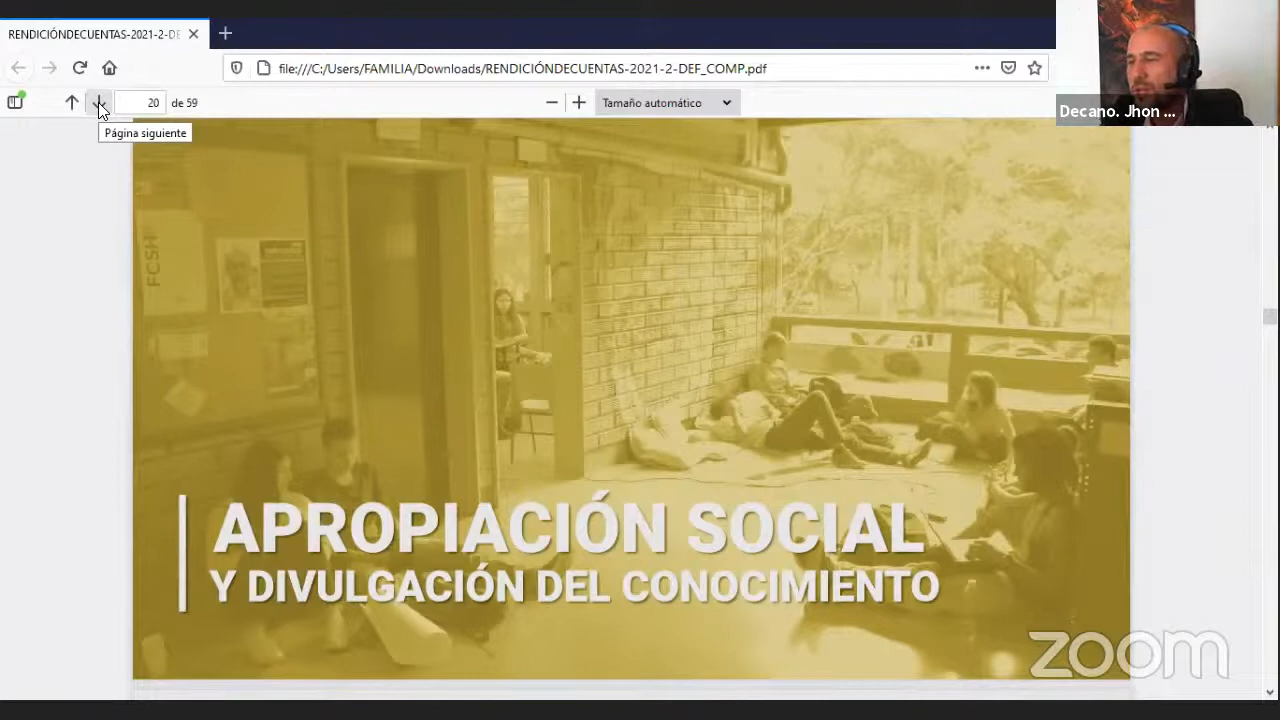 RENDICIÓNDECUENTAS-2021-2-DE
file:///C:/Users/FAMILIA/Downloads/RENDICIÓNDECUENTAS-2021-2-DEF_COMP.pdf
20 de 59
Tamaño automático
Página siguiente
Decano. Jhon ...
FCSH
APROPIACIÓN SOCIAL
Y DIVULGACIÓN DEL CONOCIMIENTO
zoom